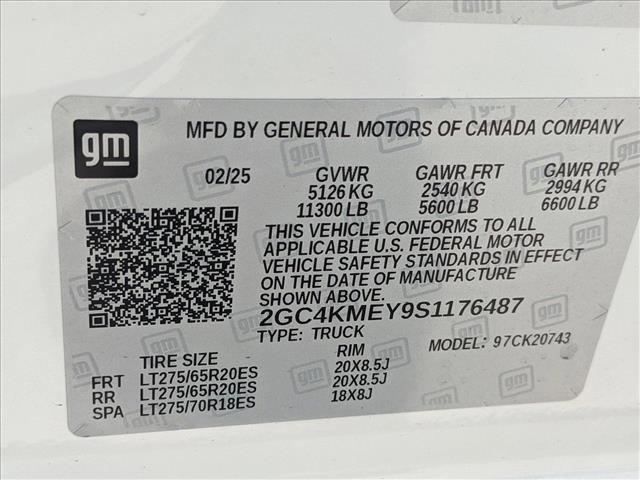 gm
MFD BY GENERAL MOTORS OF CANADA COMPANY
02/25 GVWR GAWR FRT GAWR RR
5126 KG 2540 KG 2994 KG
11300 LB 5600 LB 6600 LB
THIS VEHICLE CONFORMS TO ALL
APPLICABLE U.S. FEDERAL MOTOR
VEHICLE SAFETY STANDARDS IN EFFECT
ON THE DATE OF MANUFACTURE
SHOWN ABOVE.
2GC4KMEY9S1176487
TYPE: TRUCK MODEL: 97CK20743
TIRE SIZE RIM
FRT LT275/65R20ES 20X8.5J
RR LT275/65R20ES 20X8.5J
SPA LT275/70R18ES 18X8J